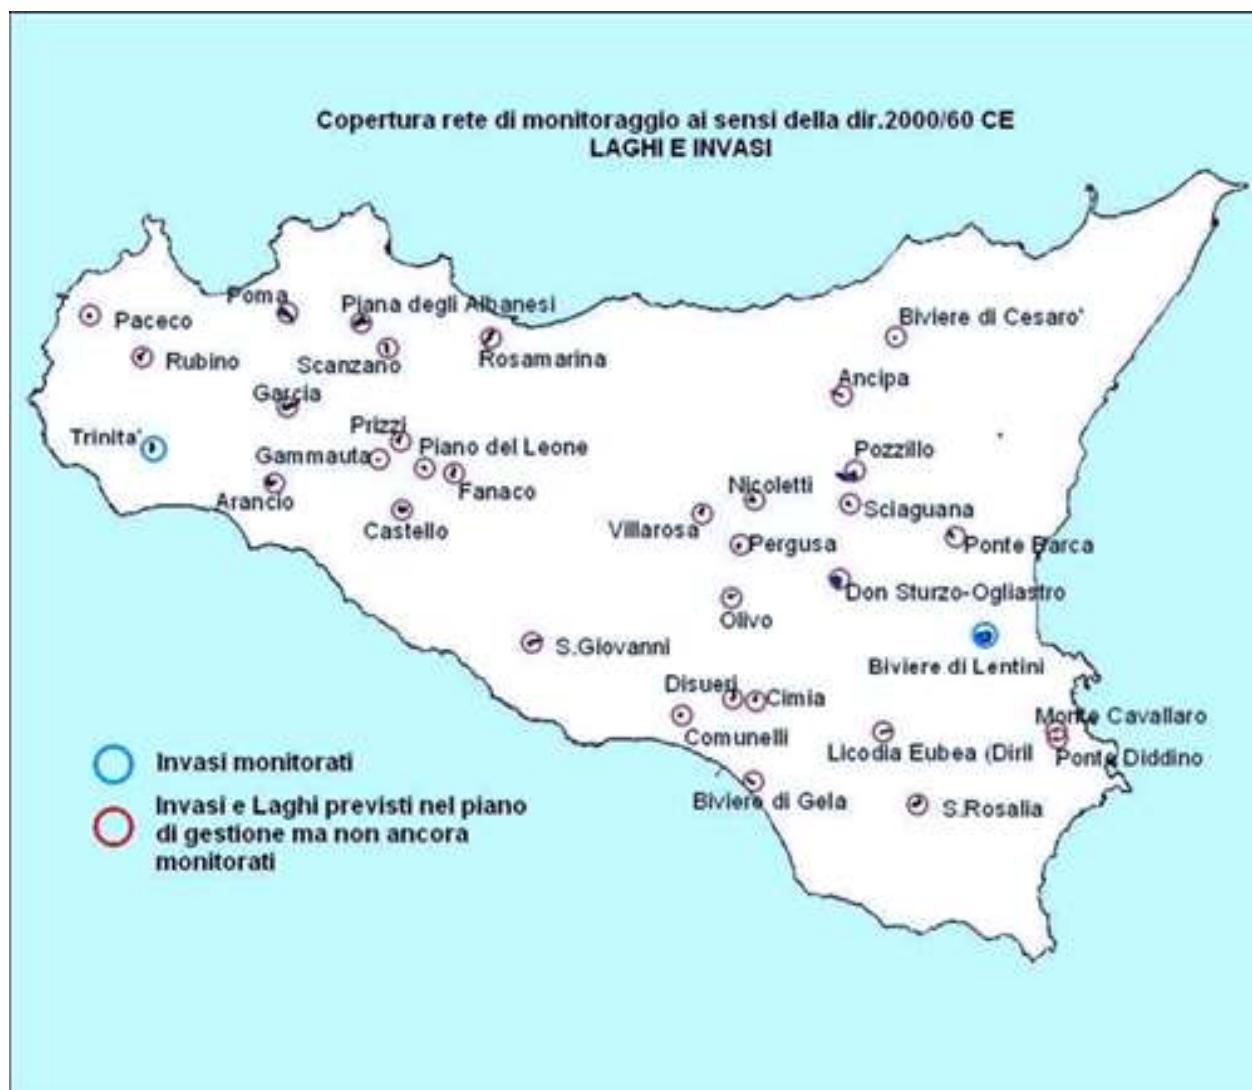 Copertura rete di monitoraggio ai sensi della dir.2000/60 CE
LAGHI E INVASI
Poma
Piana degli Albanesi
Paceco
Biviere di Cesaro'
Rubino
Scanzano
Rosamarina
Ancipa
Garcia
Prizzi
Trinita'
Gammauta
Piano del Leone
Pozzillo
Fanaco
Nicoletti
Arancio
Sciaguana
Castello
Villarosa
Pergusa
Ponte Barca
Don Sturzo-Ogliastro
Olivo
S.Giovanni
Biviere di Lentini
Disueri
Cimia
Monte Cavallaro
Comunelli
Licodia Eubea (Diril
Ponte Diddino
Biviere di Gela
S.Rosalia
Invasi monitorati
Invasi e Laghi previsti nel piano
di gestione ma non ancora
monitorati